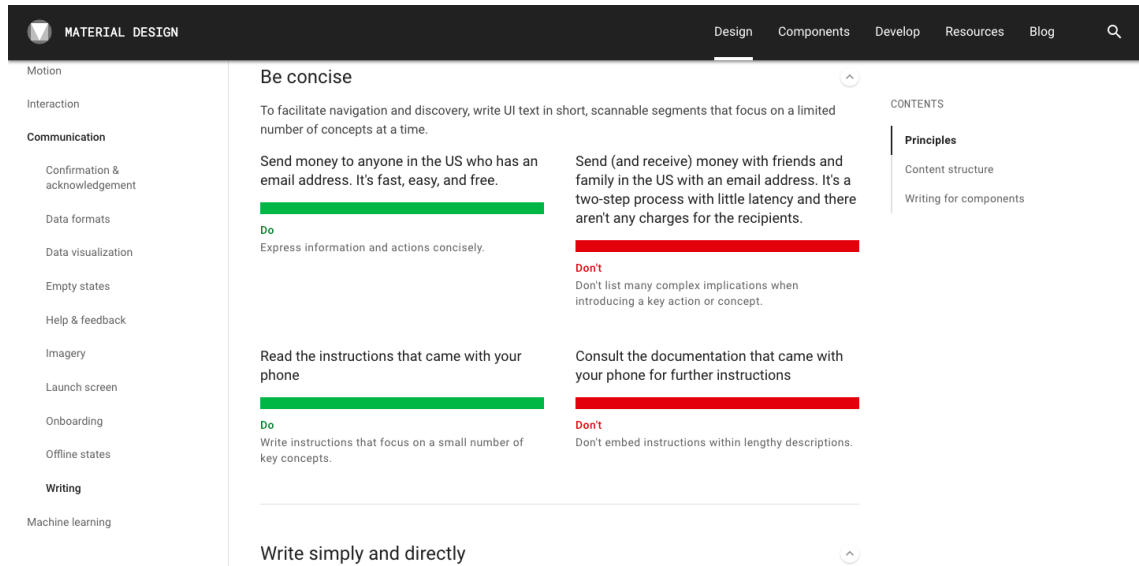 MATERIAL DESIGN
Design
Components
Develop
Resources
Blog
Motion
Interaction
Communication
Confirmation &
acknowledgement
Data formats
Data visualization
Empty states
Help & feedback
Imagery
Launch screen
Onboarding
Offline states
Writing
Machine learning
Be concise
To facilitate navigation and discovery, write UI text in short, scannable segments that focus on a limited
number of concepts at a time.
Send money to anyone in the US who has an
email address. It's fast, easy, and free.
Do
Express information and actions concisely.
Send (and receive) money with friends and
family in the US with an email address. It's a
two-step process with little latency and there
aren't any charges for the recipients.
Don't
Don't list many complex implications when
introducing a key action or concept.
Read the instructions that came with your
phone
Do
Write instructions that focus on a small number of
key concepts.
Consult the documentation that came with
your phone for further instructions
Don't
Don't embed instructions within lengthy descriptions.
Write simply and directly
CONTENTS
Principles
Content structure
Writing for components